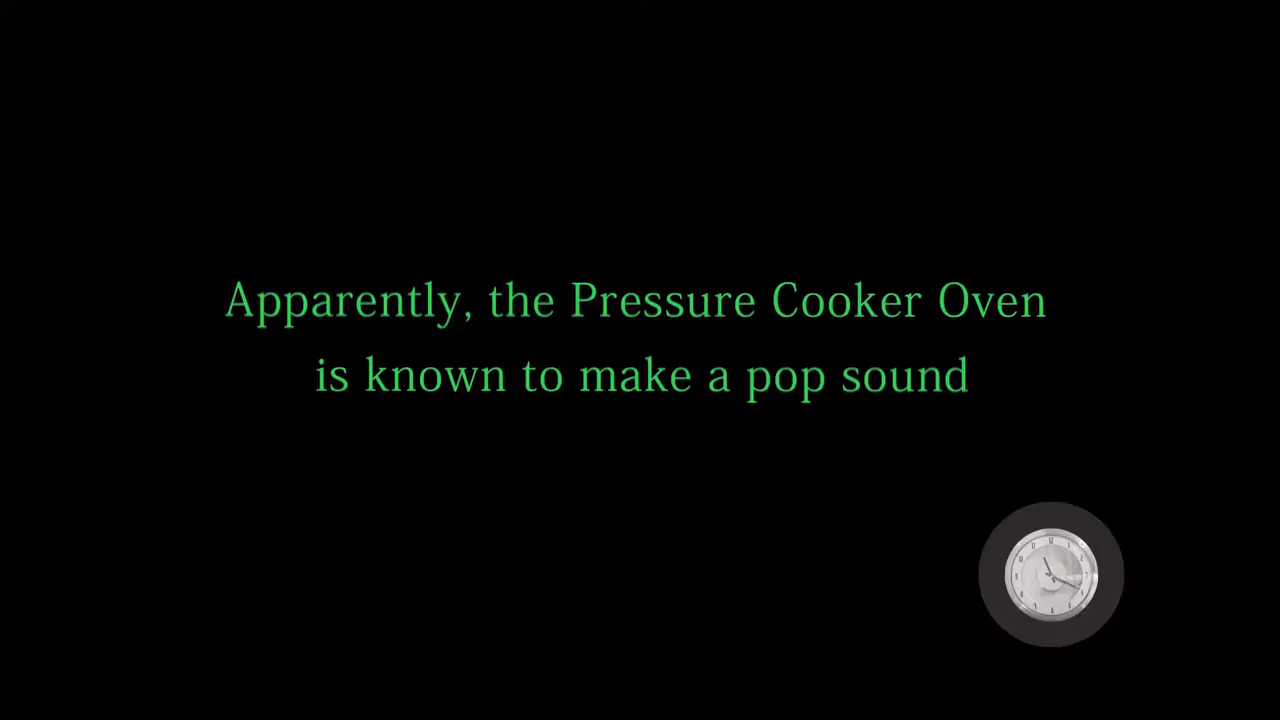 Apparently, the Pressure Cooker Oven
is known to make a pop sound